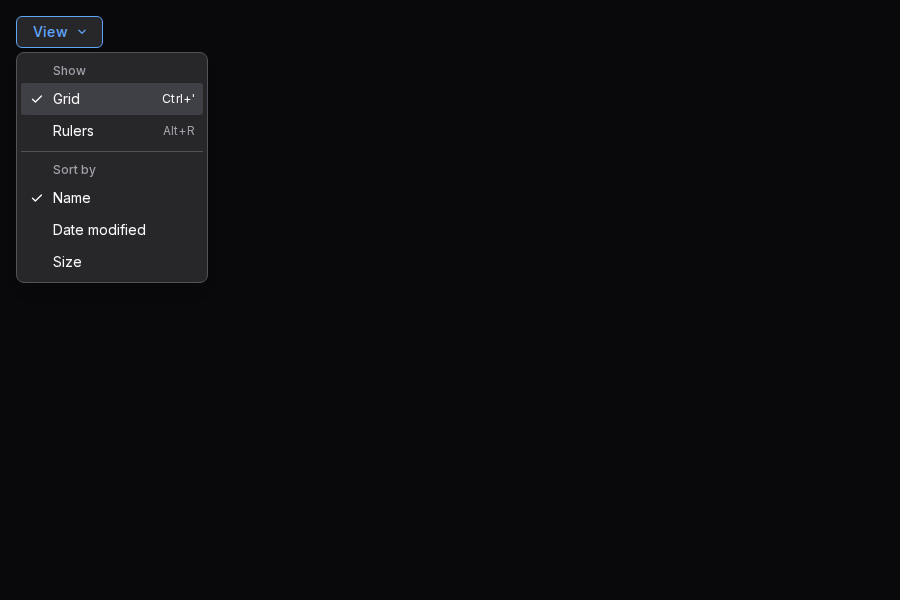 View
Show
Grid Ctrl+'
Rulers Alt+R
Sort by
Name
Date modified
Size